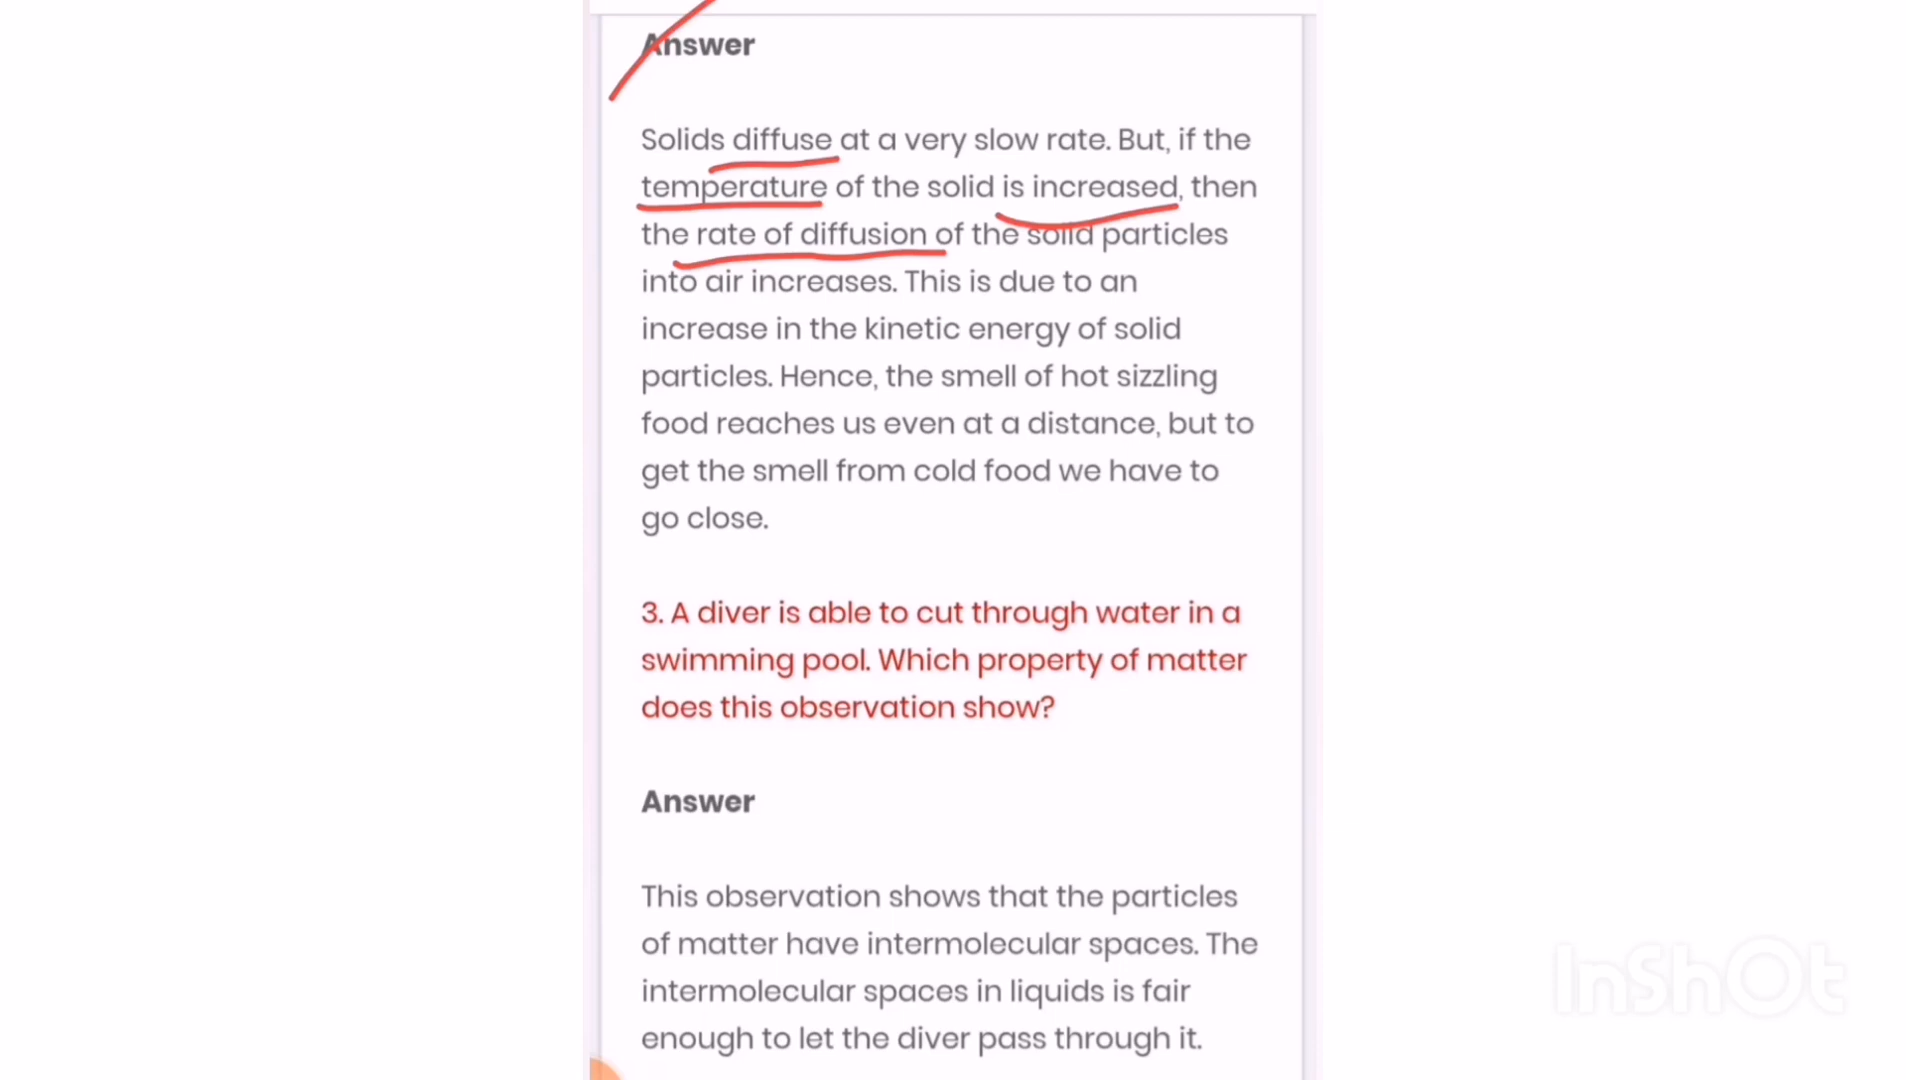 Answer
Solids diffuse at a very slow rate. But, if the
temperature of the solid is increased, then
the rate of diffusion of the solid particles
into air increases. This is due to an
increase in the kinetic energy of solid
particles. Hence, the smell of hot sizzling
food reaches us even at a distance, but to
get the smell from cold food we have to
go close.
3. A diver is able to cut through water in a
swimming pool. Which property of matter
does this observation show?
Answer
This observation shows that the particles
of matter have intermolecular spaces. The
intermolecular spaces in liquids is fair
enough to let the diver pass through it.
InShOt